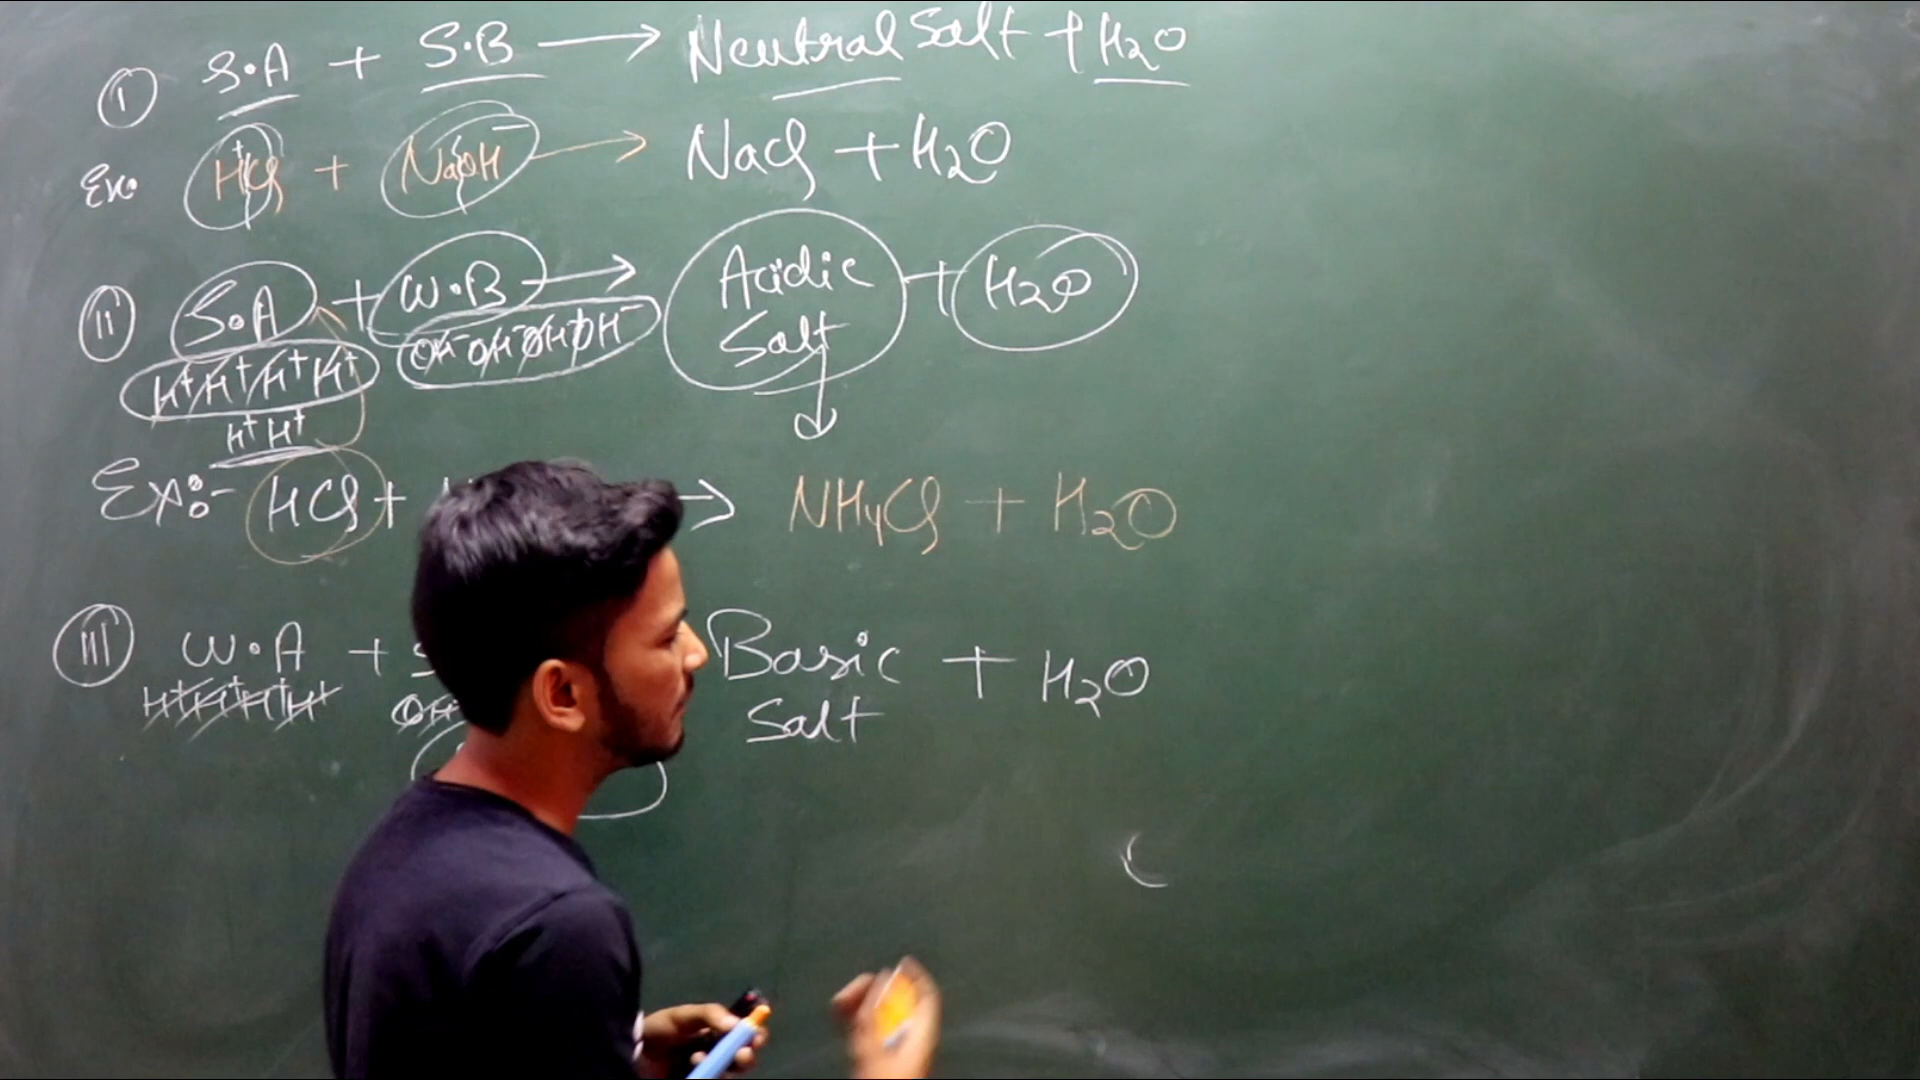 I S.A + S.B → Neutral Salt + H2O
Ex. HCl + NaOH → NaCl + H2O
II S.A + W.B → Acidic Salt + H2O
H+ H+ H+ H+ OH- OH- OH- OH-
H+ H+
Ex:- HCl + → NH4Cl + H2O
III W.A + Basic Salt + H2O
H+ H+ H+ H+ OH